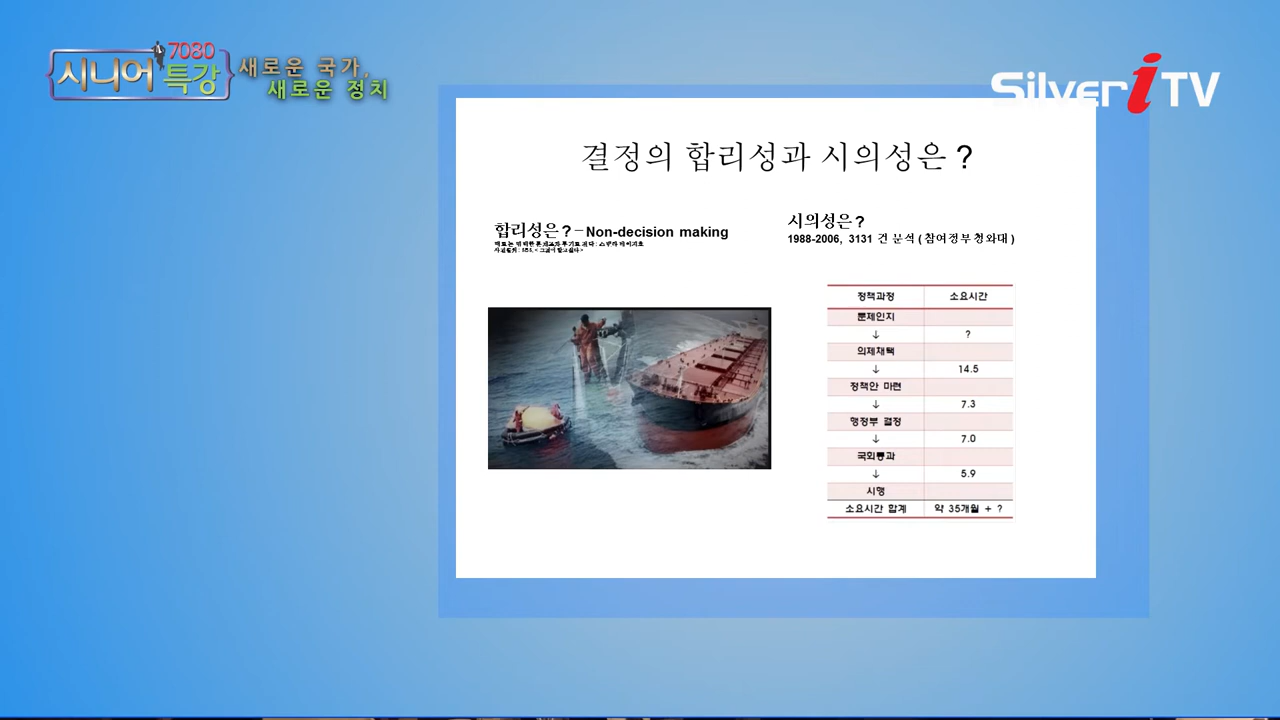 시니어 7080 특강
새로운 국가,
새로운 정치
Silver i TV
결정의 합리성과 시의성은 ?
합리성은 ? – Non-decision making
시의성은 ?
1988-2006, 3131 건 분석 ( 참여정부 청와대 )
정책과정 소요시간
문제인지
↓ ?
의제채택
↓ 14.5
정책안 마련
↓ 7.3
행정부 결정
↓ 7.0
국회통과
↓ 5.9
시행
소요시간 합계 약 35개월 + ?